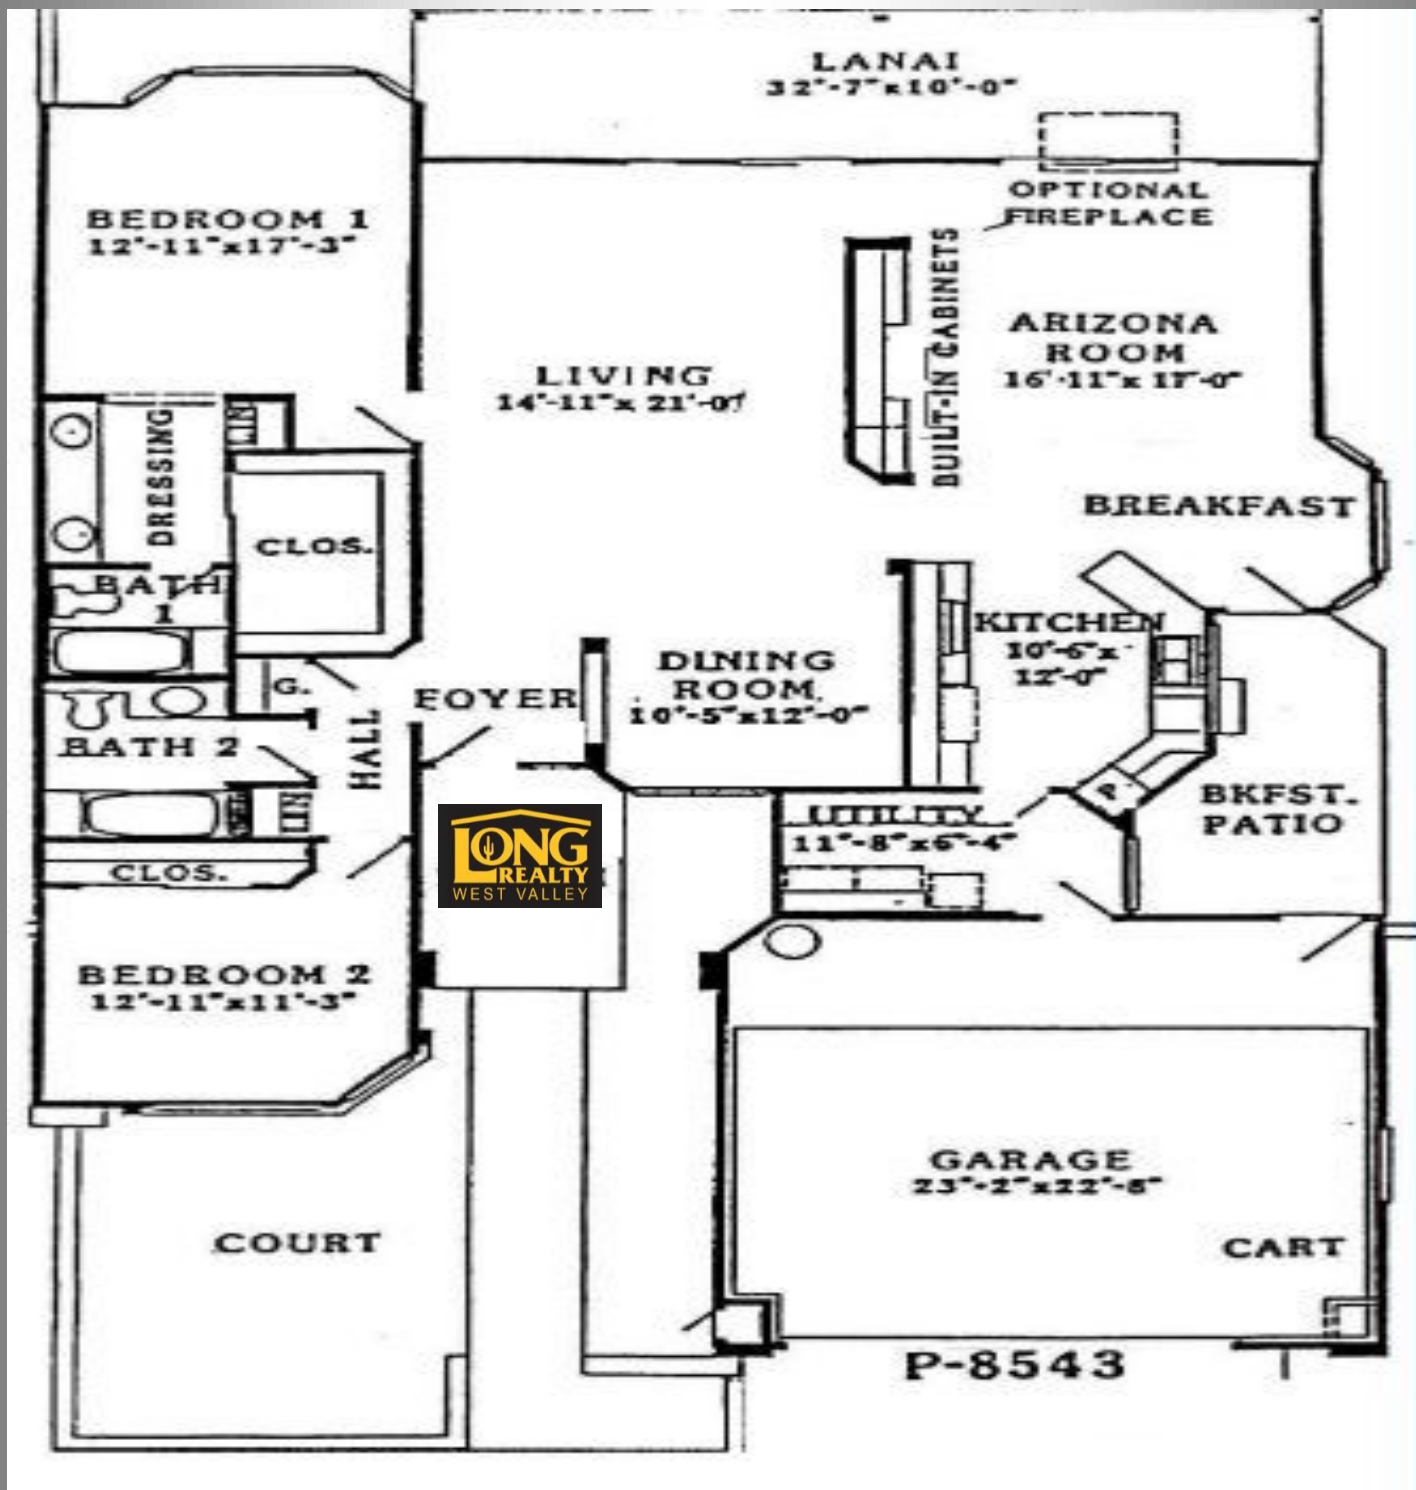 LANAI
32'-7"x10'-0"
OPTIONAL
FIREPLACE
BEDROOM 1
12'-11"x17'-3"
BUILT-IN CABINETS
ARIZONA
ROOM
16'-11"x 17'-0"
LIVING
14'-11"x 21'-0"
LIN
DRESSING
BREAKFAST
CLOS.
BATH
1
KITCHEN
10'-6"x
12'-0"
DINING
ROOM
10'-5"x12'-0"
G.
FOYER
HALL
BATH 2
P
BKFST.
PATIO
UTILITY
11'-8"x6'-4"
LIN
LONG
REALTY
WEST VALLEY
CLOS.
BEDROOM 2
12'-11"x11'-3"
GARAGE
23'-2"x22'-8"
COURT
CART
P-8543